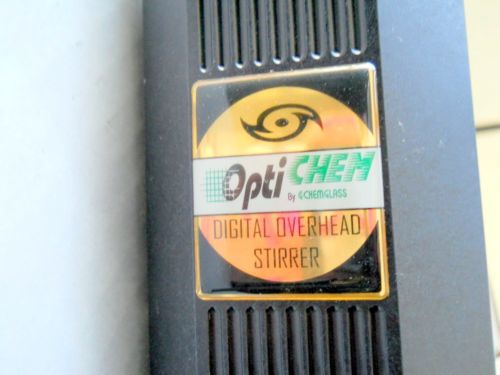 Opti CHEM
By CHEMGLASS
DIGITAL OVERHEAD
STIRRER